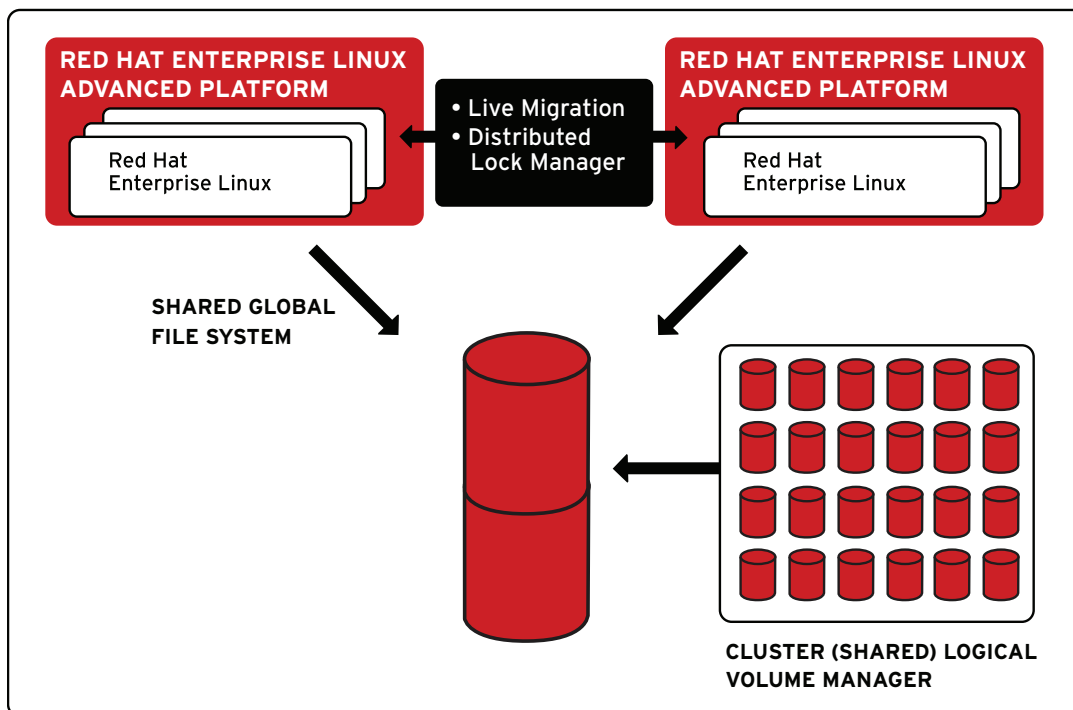 RED HAT ENTERPRISE LINUX
ADVANCED PLATFORM
Red Hat
Enterprise Linux
• Live Migration
• Distributed
Lock Manager
RED HAT ENTERPRISE LINUX
ADVANCED PLATFORM
Red Hat
Enterprise Linux
SHARED GLOBAL
FILE SYSTEM
CLUSTER (SHARED) LOGICAL
VOLUME MANAGER